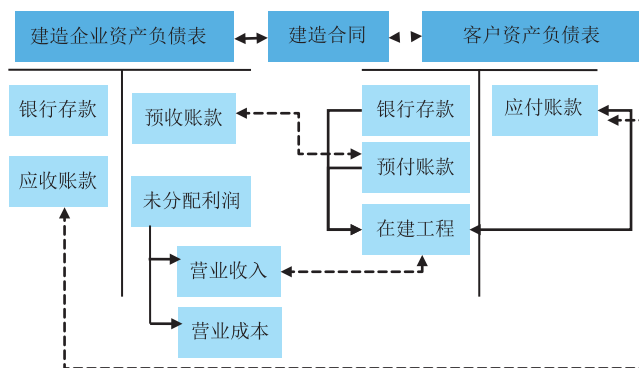 建造企业资产负债表
建造合同
客户资产负债表
银行存款
预收账款
银行存款
应付账款
应收账款
预付账款
未分配利润
在建工程
营业收入
营业成本